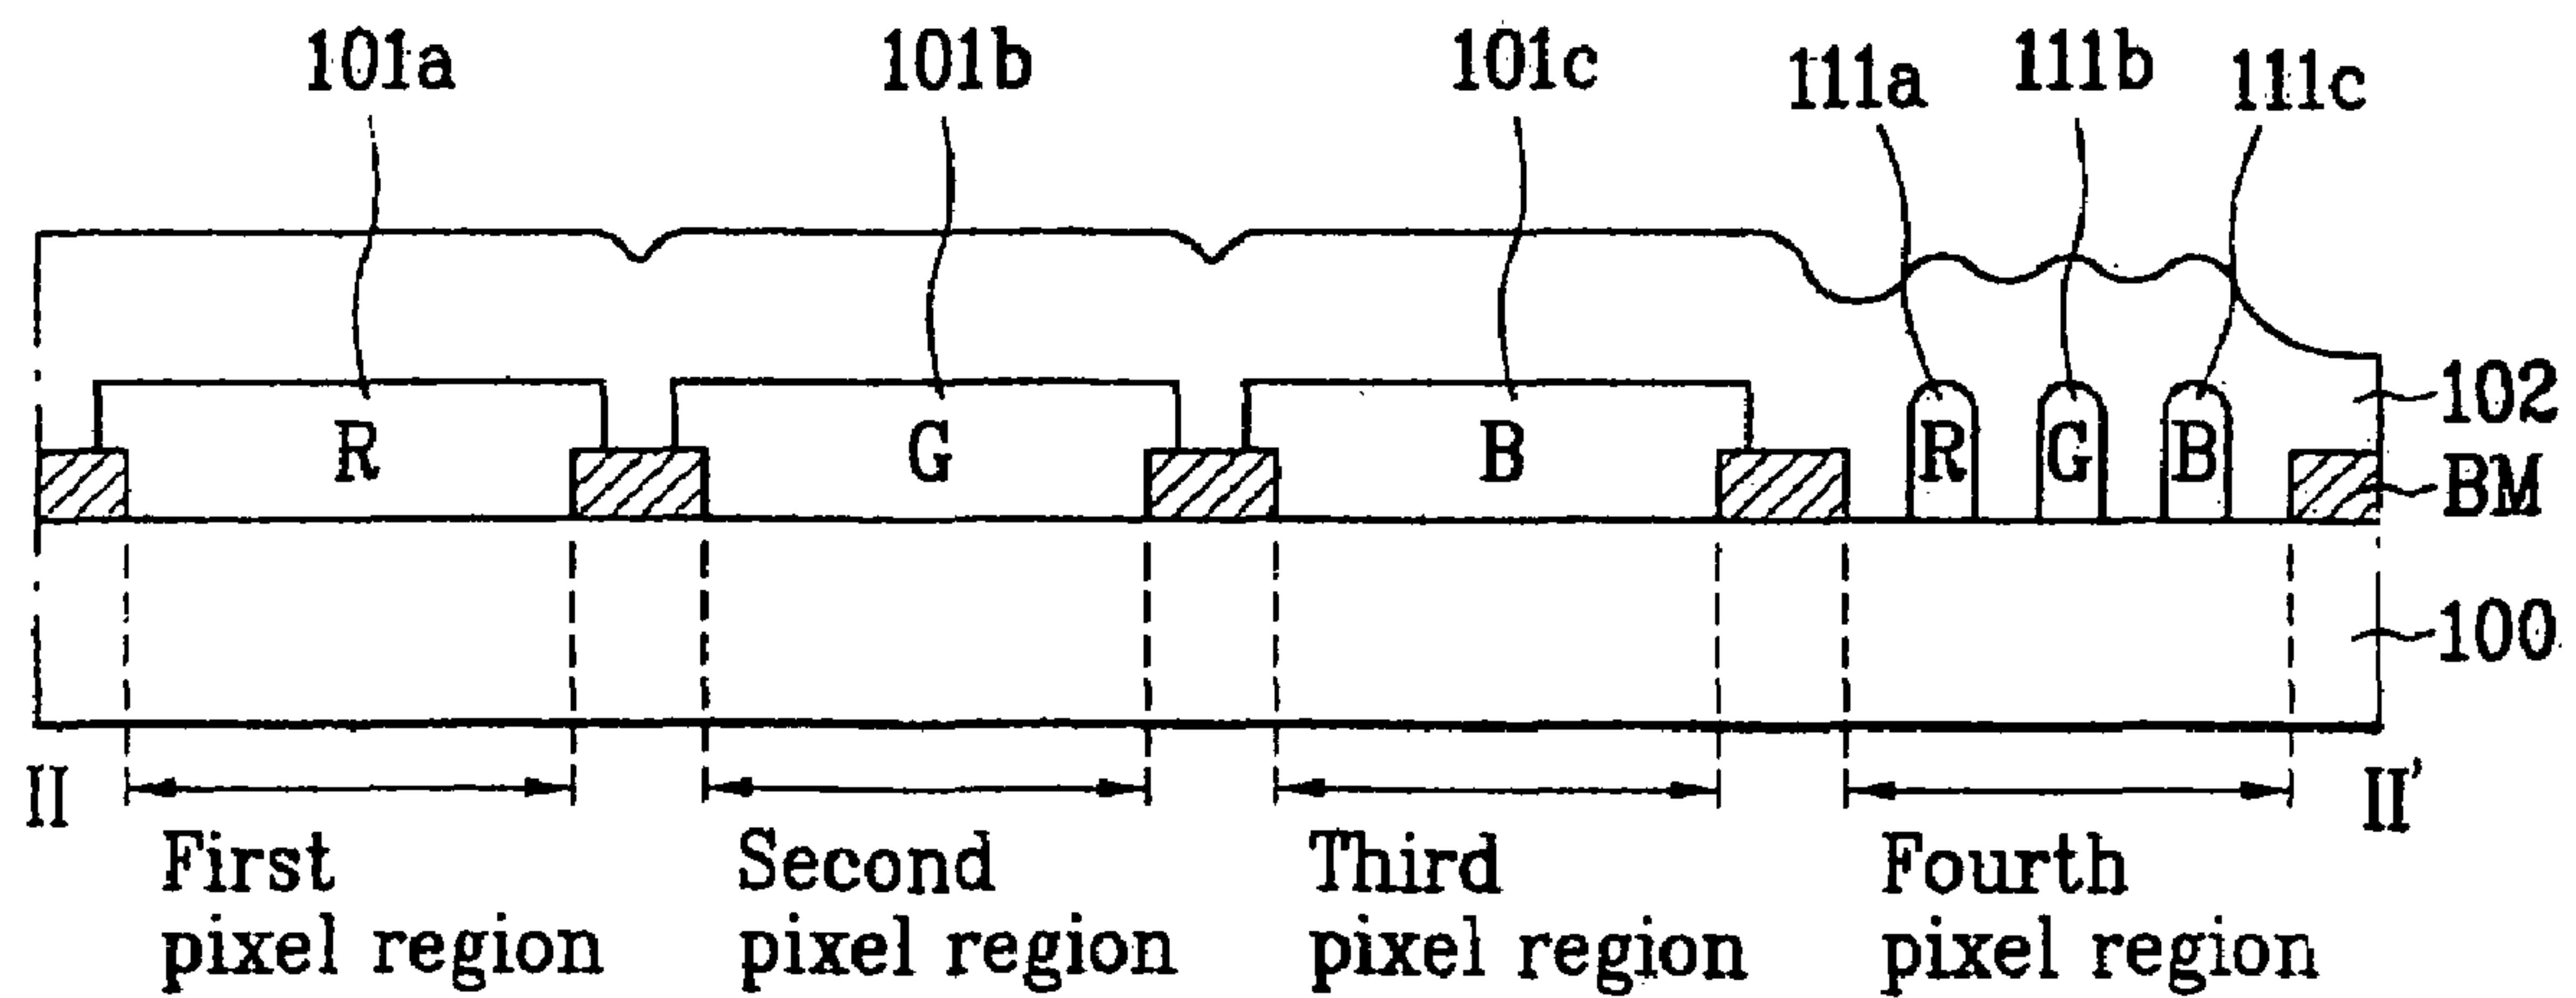 101a 101b 101c 111a 111b 111c
102
R G B R G B
BM
100
II II'
First Second Third Fourth
pixel region pixel region pixel region pixel region